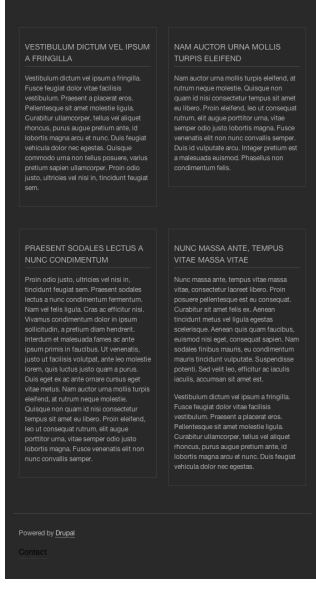 VESTIBULUM DICTUM VEL IPSUM
A FRINGILLA
Vestibulum dictum vel ipsum a fringilla.
Fusce feugiat dolor vitae facilisis
vestibulum. Praesent a placerat eros.
Pellentesque sit amet molestie ligula.
Curabitur ullamcorper, tellus vel aliquet
rhoncus, purus augue pretium ante, id
lobortis magna arcu et nunc. Duis feugiat
vehicula dolor nec egestas. Quisque
commodo urna non tellus posuere, varius
pretium sapien ullamcorper. Proin odio
justo, ultricies vel nisi in, tincidunt feugiat
sem.
NAM AUCTOR URNA MOLLIS
TURPIS ELEIFEND
Nam auctor urna mollis turpis eleifend, at
rutrum neque molestie. Quisque non
quam id nisi consectetur tempus sit amet
eu libero. Proin eleifend, leo ut consequat
rutrum, elit augue porttitor urna, vitae
semper odio justo lobortis magna. Fusce
venenatis elit non nunc convallis semper.
Duis id vulputate arcu. Integer pretium est
a malesuada euismod. Phasellus non
condimentum felis.
PRAESENT SODALES LECTUS A
NUNC CONDIMENTUM
Proin odio justo, ultricies vel nisi in,
tincidunt feugiat sem. Praesent sodales
lectus a nunc condimentum fermentum.
Nam vel felis ligula. Cras ac efficitur nisi.
Vivamus condimentum dolor in ipsum
sollicitudin, a pretium diam hendrerit.
Interdum et malesuada fames ac ante
ipsum primis in faucibus. Ut venenatis,
justo ut facilisis volutpat, ante leo molestie
lorem, quis luctus justo quam a purus.
Duis eget ex ac ante ornare cursus eget
vitae metus. Nam auctor urna mollis turpis
eleifend, at rutrum neque molestie.
Quisque non quam id nisi consectetur
tempus sit amet eu libero. Proin eleifend,
leo ut consequat rutrum, elit augue
porttitor urna, vitae semper odio justo
lobortis magna. Fusce venenatis elit non
nunc convallis semper.
NUNC MASSA ANTE, TEMPUS
VITAE MASSA VITAE
Nunc massa ante, tempus vitae massa
vitae, consectetur laoreet libero. Proin
posuere pellentesque est eu consequat.
Curabitur sit amet felis ex. Aenean
tincidunt metus vel ligula egestas
scelerisque. Aenean quis quam faucibus,
euismod nisi eget, consequat sapien. Nam
sodales finibus mauris, eu condimentum
mauris tincidunt vulputate. Suspendisse
potenti. Sed velit leo, efficitur ac iaculis
iaculis, accumsan sit amet est.
Vestibulum dictum vel ipsum a fringilla.
Fusce feugiat dolor vitae facilisis
vestibulum. Praesent a placerat eros.
Pellentesque sit amet molestie ligula.
Curabitur ullamcorper, tellus vel aliquet
rhoncus, purus augue pretium ante, id
lobortis magna arcu et nunc. Duis feugiat
vehicula dolor nec egestas.
Powered by Drupal
Contact